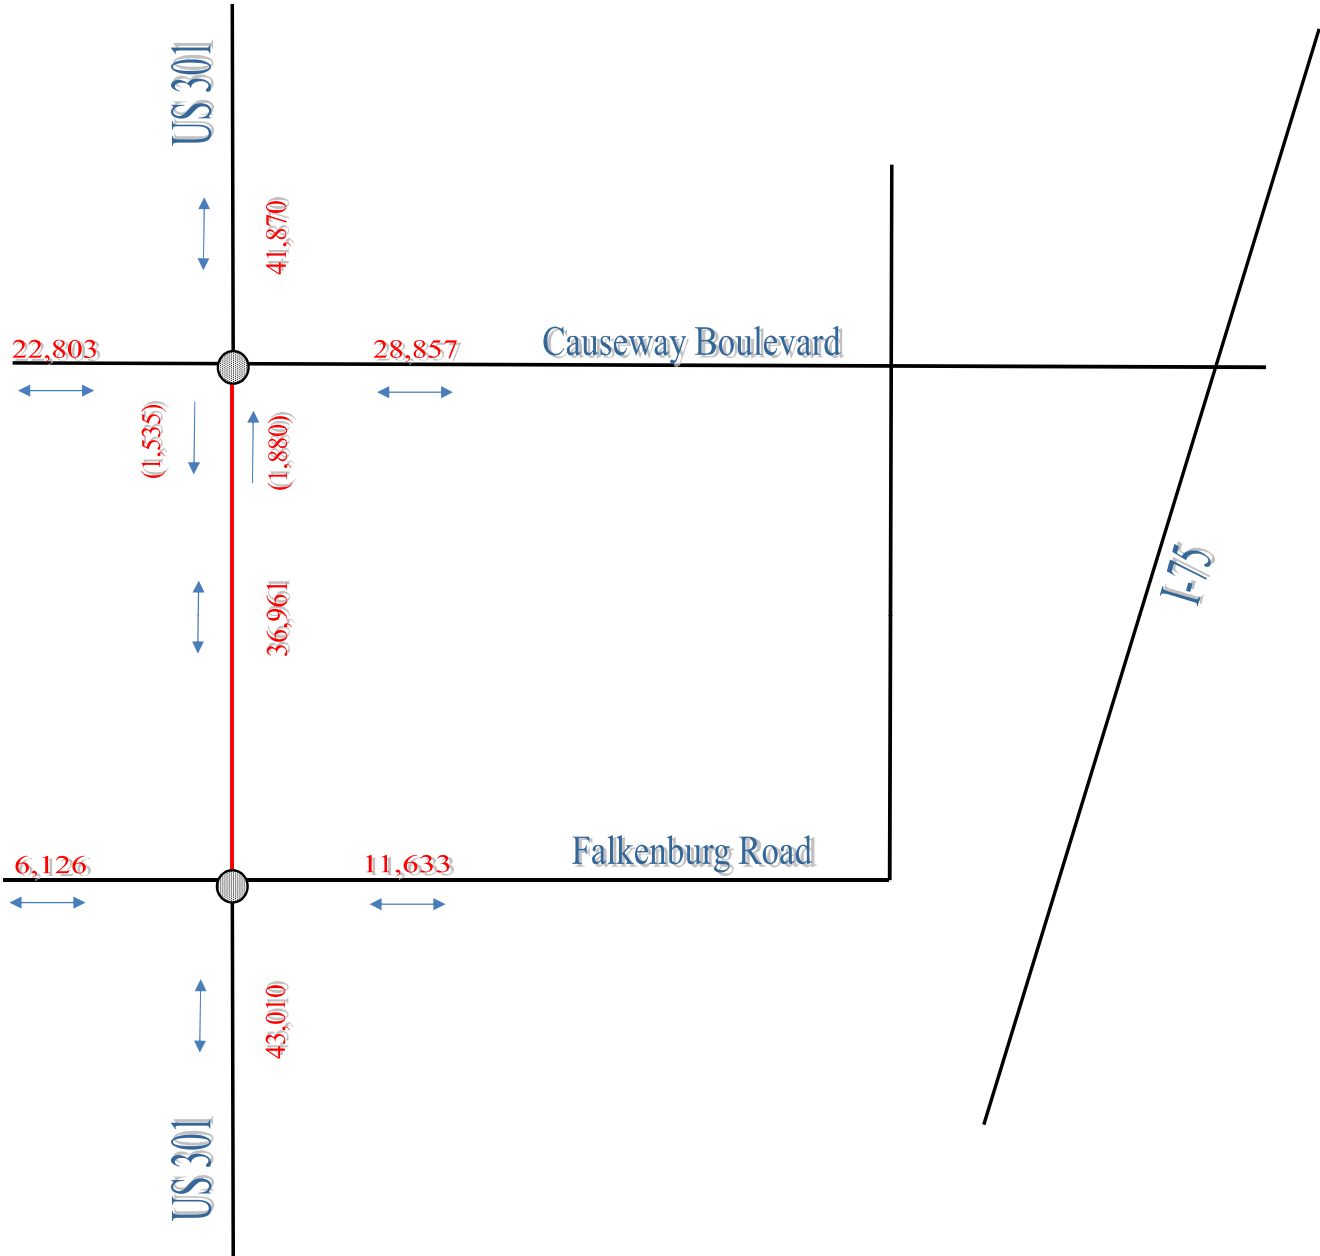 US 301
41,870
22,803
28,857
Causeway Boulevard
(1,535)
(1,880)
I-75
36,961
6,126
11,633
Falkenburg Road
43,010
US 301